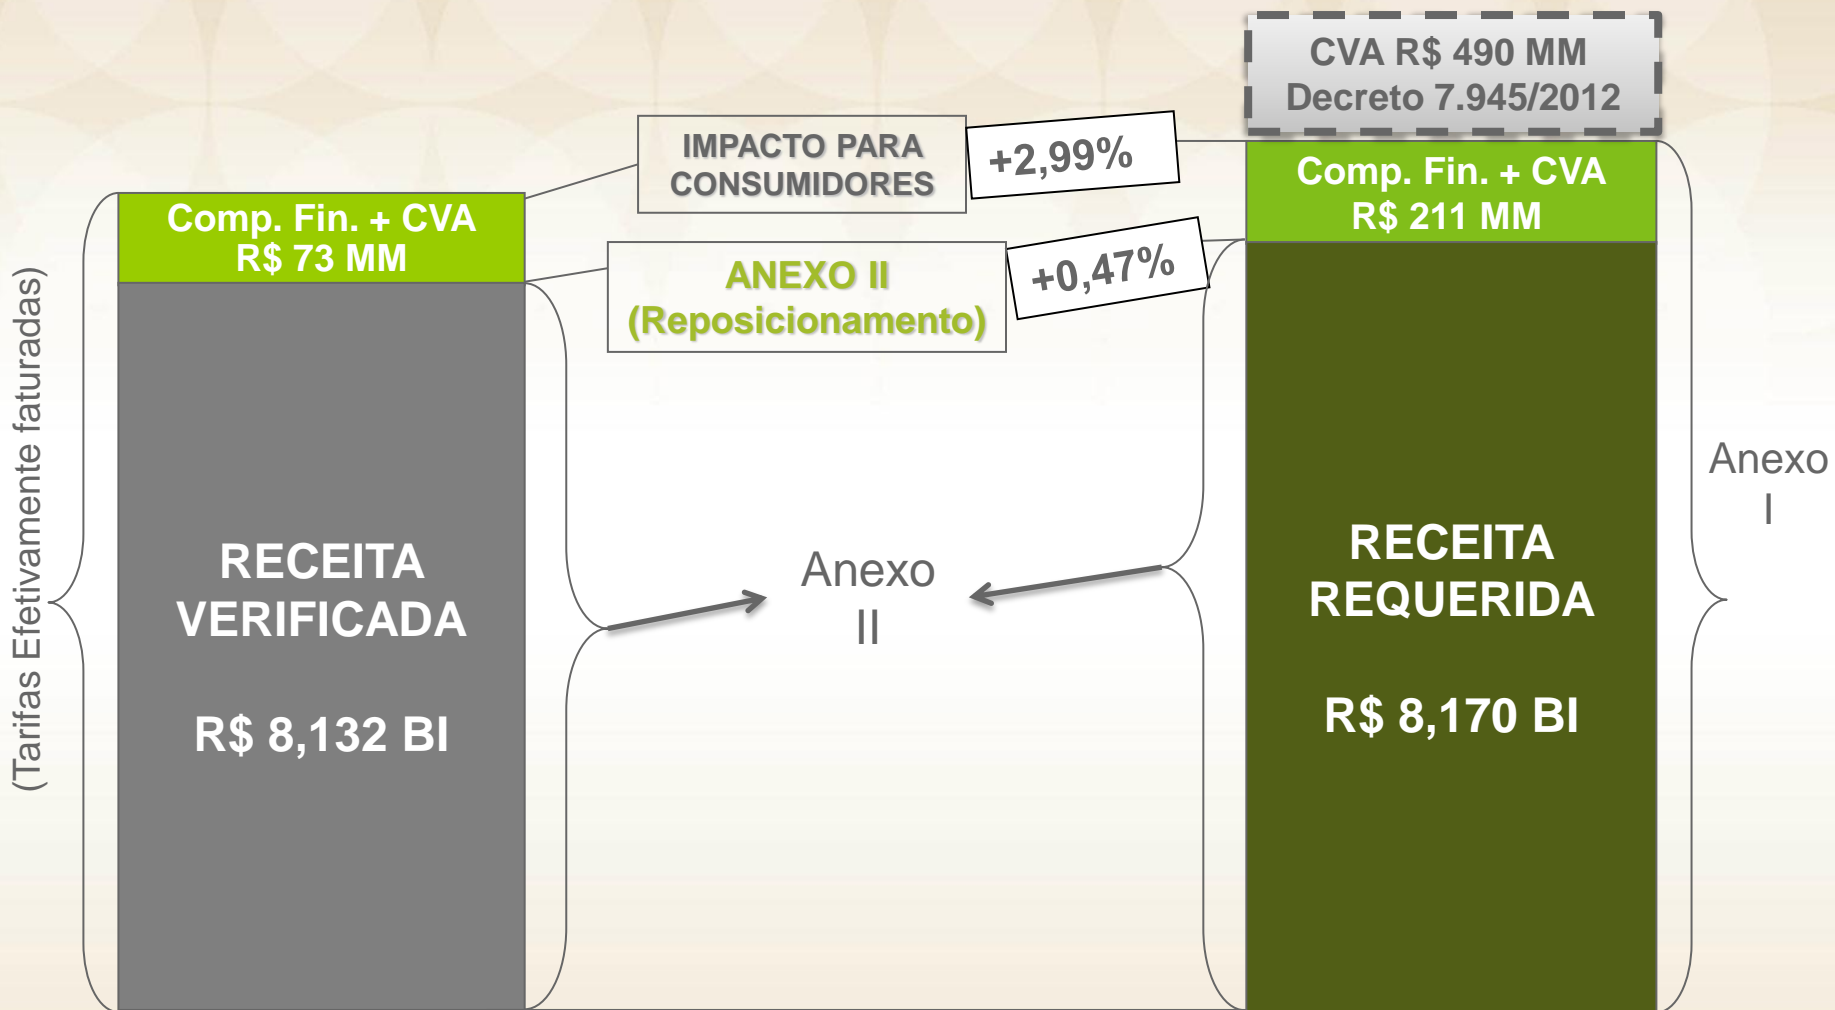 CVA R$ 490 MM
Decreto 7.945/2012
IMPACTO PARA
CONSUMIDORES
+2,99%
Comp. Fin. + CVA
R$ 211 MM
Comp. Fin. + CVA
R$ 73 MM
ANEXO II
(Reposicionamento)
+0,47%
(Tarifas Efetivamente faturadas)
RECEITA
VERIFICADA
R$ 8,132 BI
Anexo
II
RECEITA
REQUERIDA
R$ 8,170 BI
Anexo
I